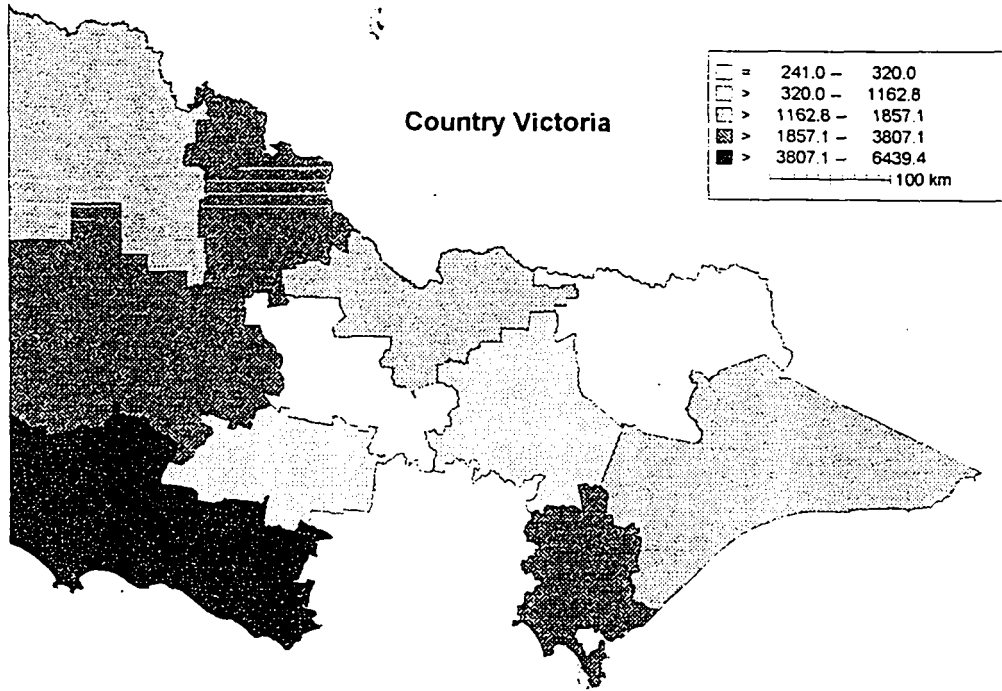 Country Victoria
= 241.0 – 320.0
> 320.0 – 1162.8
> 1162.8 – 1857.1
> 1857.1 – 3807.1
> 3807.1 – 6439.4
100 km